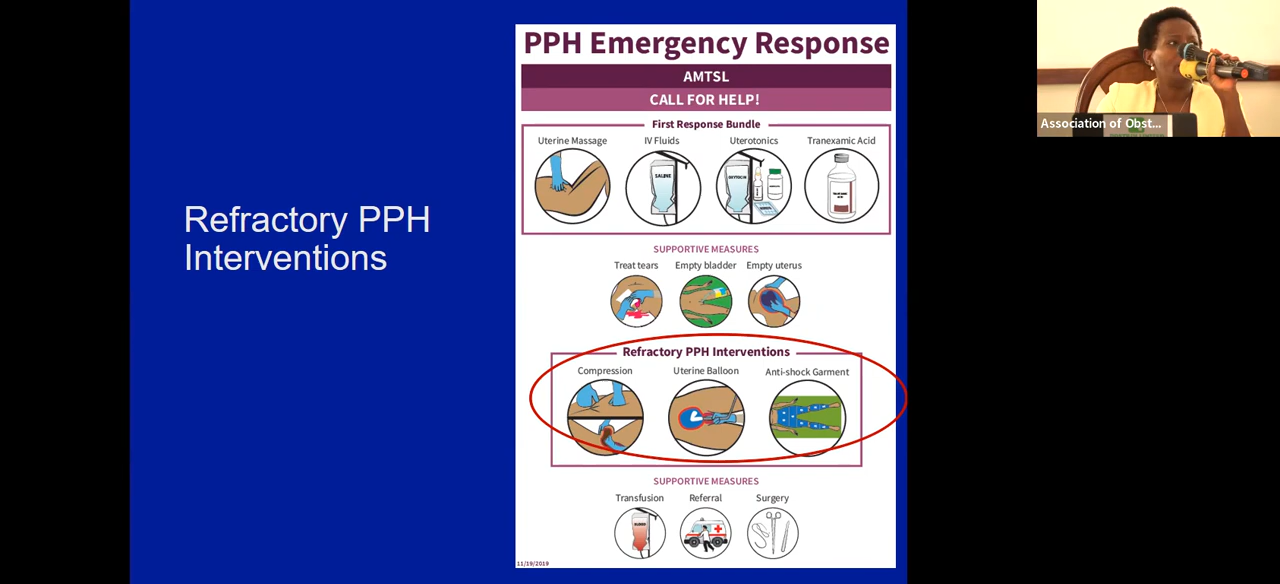 Refractory PPH
Interventions
PPH Emergency Response
AMTSL
CALL FOR HELP!
First Response Bundle
Uterine Massage
IV Fluids
Uterotonics
Tranexamic Acid
SALINE
OXYTOCIN
SUPPORTIVE MEASURES
Treat tears
Empty bladder
Empty uterus
Refractory PPH Interventions
Compression
Uterine Balloon
Anti-shock Garment
SUPPORTIVE MEASURES
Transfusion
Referral
Surgery
11/19/2019
Association of Obst...